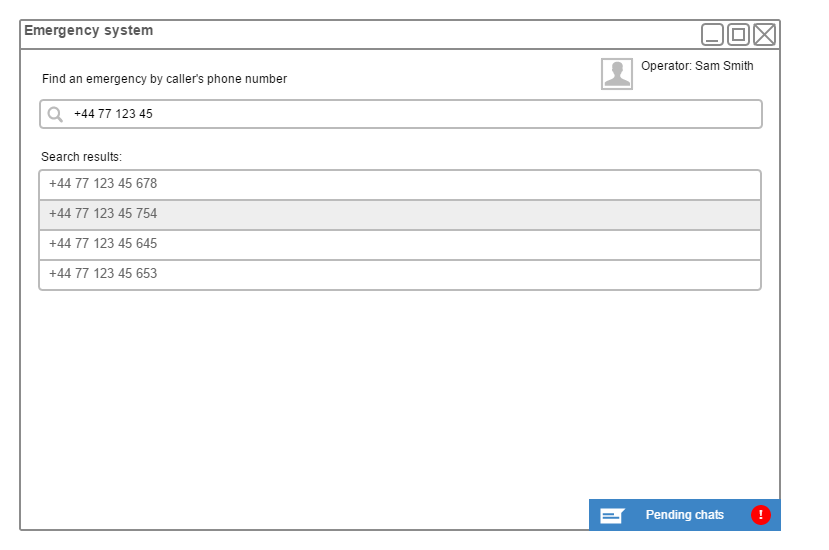 Emergency system
Operator: Sam Smith
Find an emergency by caller's phone number
+44 77 123 45
Search results:
+44 77 123 45 678
+44 77 123 45 754
+44 77 123 45 645
+44 77 123 45 653
Pending chats !